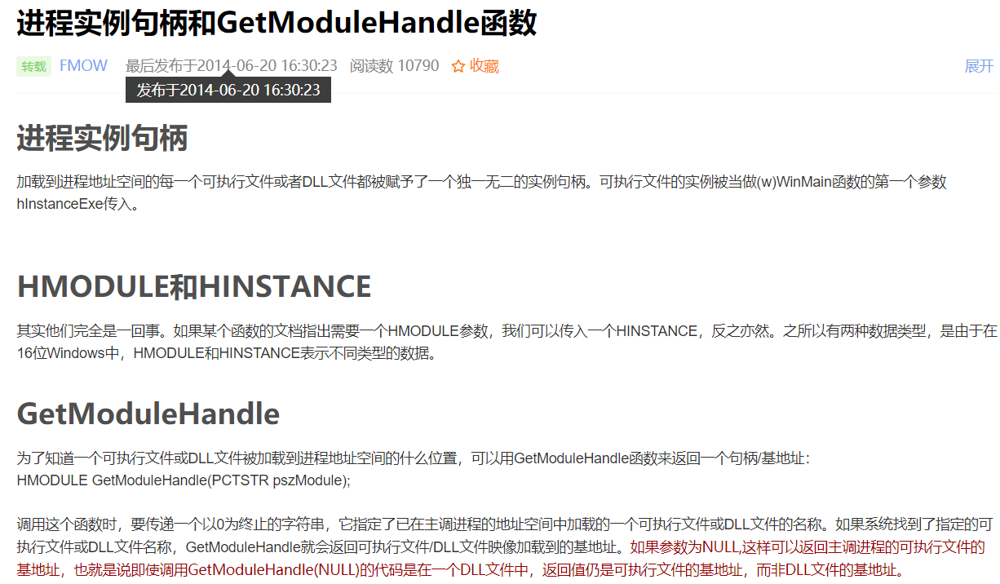 进程实例句柄和GetModuleHandle函数
转载 FMOW 最后发布于2014-06-20 16:30:23 阅读数 10790 收藏 展开
发布于2014-06-20 16:30:23
进程实例句柄
加载到进程地址空间的每一个可执行文件或者DLL文件都被赋予了一个独一无二的实例句柄。可执行文件的实例被当做(w)WinMain函数的第一个参数
hInstanceExe传入。
HMODULE和HINSTANCE
其实他们完全是一回事。如果某个函数的文档指出需要一个HMODULE参数，我们可以传入一个HINSTANCE，反之亦然。之所以有两种数据类型，是由于在
16位Windows中，HMODULE和HINSTANCE表示不同类型的数据。
GetModuleHandle
为了知道一个可执行文件或DLL文件被加载到进程地址空间的什么位置，可以用GetModuleHandle函数来返回一个句柄/基地址：
HMODULE GetModuleHandle(PCTSTR pszModule);
调用这个函数时，要传递一个以0为终止的字符串，它指定了已在主调进程的地址空间中加载的一个可执行文件或DLL文件的名称。如果系统找到了指定的可
执行文件或DLL文件名称，GetModuleHandle就会返回可执行文件/DLL文件映像加载到的基地址。如果参数为NULL,这样可以返回主调进程的可执行文件的
基地址，也就是说即使调用GetModuleHandle(NULL)的代码是在一个DLL文件中，返回值仍是可执行文件的基地址，而非DLL文件的基地址。